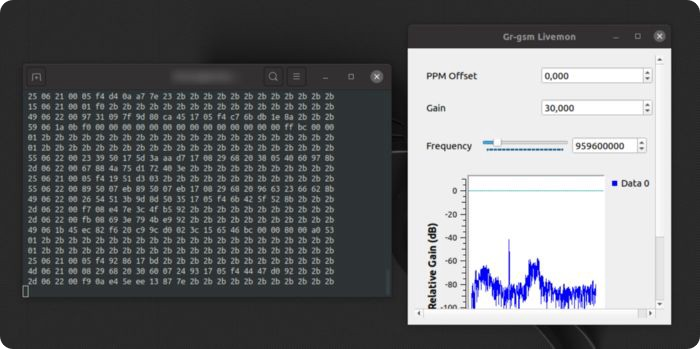 25 06 21 00 05 f4 d4 0a a7 7e 23 2b 2b 2b 2b 2b 2b 2b 2b 2b 2b 2b 2b
15 06 21 00 01 f0 2b 2b 2b 2b 2b 2b 2b 2b 2b 2b 2b 2b 2b 2b 2b 2b 2b
49 06 22 00 97 31 09 7f 9d 80 ca 45 17 05 f4 c7 6b db 1e 8a 2b 2b 2b
59 06 1a 0b f0 00 00 00 00 00 00 00 00 00 00 00 00 00 ff bc 00 00
01 2b 2b 2b 2b 2b 2b 2b 2b 2b 2b 2b 2b 2b 2b 2b 2b 2b 2b 2b 2b 2b 2b
01 2b 2b 2b 2b 2b 2b 2b 2b 2b 2b 2b 2b 2b 2b 2b 2b 2b 2b 2b 2b 2b 2b
55 06 22 00 23 39 50 17 5d 3a aa d7 17 08 29 68 20 38 05 40 60 97 8b
2d 06 22 00 67 88 4a 75 d1 72 40 3e 2b 2b 2b 2b 2b 2b 2b 2b 2b 2b 2b
25 06 21 00 05 f4 19 51 d3 03 2b 2b 2b 2b 2b 2b 2b 2b 2b 2b 2b 2b 2b
55 06 22 00 89 50 07 eb 89 50 07 eb 17 08 29 68 20 96 63 23 66 62 8b
49 06 22 00 26 54 51 3b 9d 8d 50 35 17 05 f4 6b 42 5f 52 8b 2b 2b 2b
2d 06 22 00 f7 08 e4 7e 3c 4f b5 92 2b 2b 2b 2b 2b 2b 2b 2b 2b 2b 2b
2d 06 22 00 fb 08 69 3e 79 4b e9 92 2b 2b 2b 2b 2b 2b 2b 2b 2b 2b 2b
49 06 1b 45 ec 82 f6 20 c9 9c d0 02 3c 15 65 46 bc 00 00 80 00 a0 53
01 2b 2b 2b 2b 2b 2b 2b 2b 2b 2b 2b 2b 2b 2b 2b 2b 2b 2b 2b 2b 2b 2b
01 2b 2b 2b 2b 2b 2b 2b 2b 2b 2b 2b 2b 2b 2b 2b 2b 2b 2b 2b 2b 2b 2b
25 06 21 00 05 f4 92 86 17 bd 2b 2b 2b 2b 2b 2b 2b 2b 2b 2b 2b 2b 2b
4d 06 21 00 08 29 68 20 30 60 07 24 93 17 05 f4 44 47 d0 92 2b 2b 2b
2d 06 22 00 f9 0a e4 5e ee 13 87 7e 2b 2b 2b 2b 2b 2b 2b 2b 2b 2b 2b
Gr-gsm Livemon
PPM Offset 0,000
Gain 30,000
Frequency 959600000
Data 0
Relative Gain (dB)
0
-20
-40
-60
-80
-100